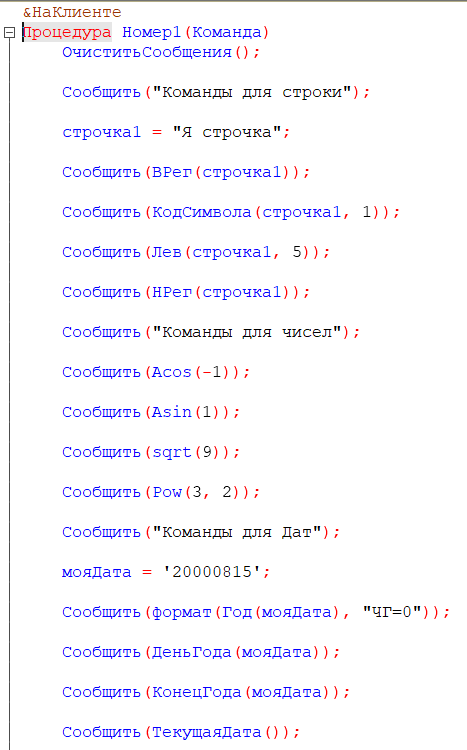 &НаКлиенте
Процедура Номер1(Команда)
ОчиститьСообщения();
Сообщить("Команды для строки");
строчка1 = "Я строчка";
Сообщить(ВРег(строчка1));
Сообщить(КодСимвола(строчка1, 1));
Сообщить(Лев(строчка1, 5));
Сообщить(НРег(строчка1));
Сообщить("Команды для чисел");
Сообщить(Acos(-1));
Сообщить(Asin(1));
Сообщить(sqrt(9));
Сообщить(Pow(3, 2));
Сообщить("Команды для Дат");
мояДата = '20000815';
Сообщить(формат(Год(мояДата), "ЧГ=0"));
Сообщить(ДеньГода(мояДата));
Сообщить(КонецГода(мояДата));
Сообщить(ТекущаяДата());